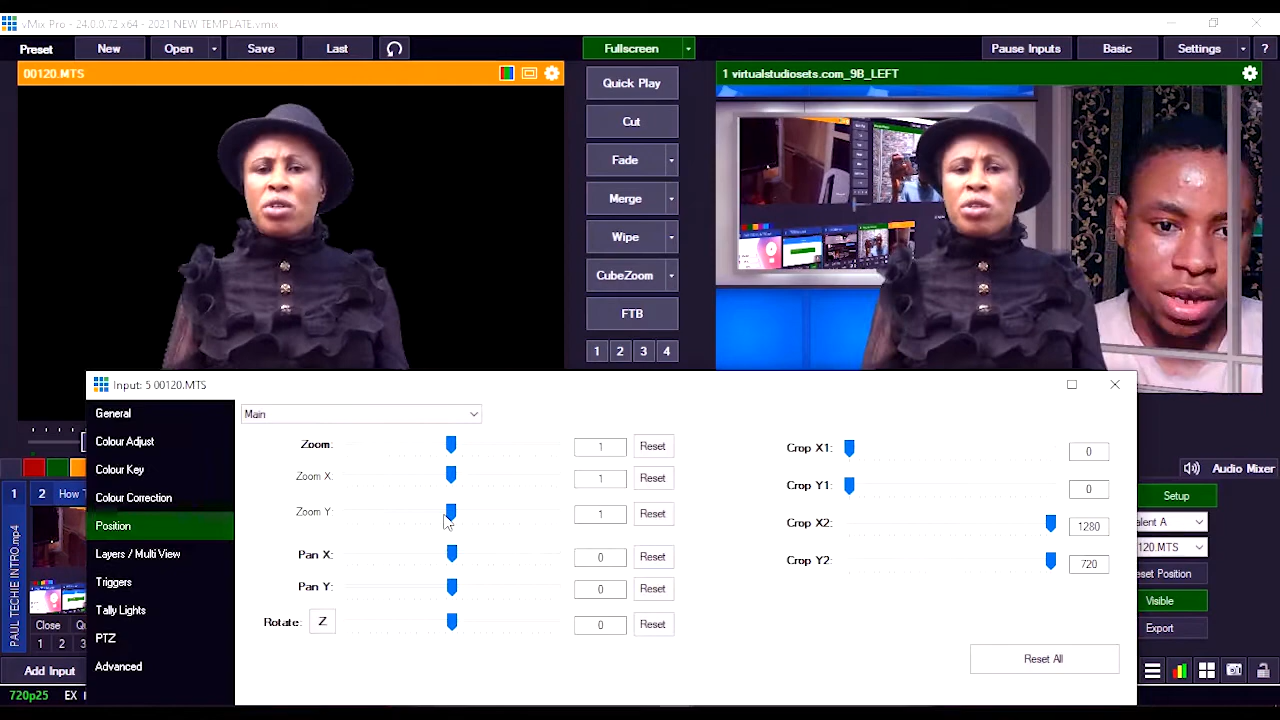 vMix Pro - 24.0.0.72 x64 - 2021 NEW TEMPLATE.vmix
Preset New Open Save Last Fullscreen Pause Inputs Basic Settings ?
00120.MTS
1 virtualstudiosets.com_9B_LEFT
Quick Play
Cut
Fade
Merge
Wipe
CubeZoom
FTB
1 2 3 4
Input: 5 00120.MTS
General
Colour Adjust
Colour Key
Colour Correction
Position
Layers / Multi View
Triggers
Tally Lights
PTZ
Advanced
Main
Zoom: 1 Reset
Zoom X: 1 Reset
Zoom Y: 1 Reset
Pan X: 0 Reset
Pan Y: 0 Reset
Rotate: Z 0 Reset
Crop X1: 0
Crop Y1: 0
Crop X2: 1280
Crop Y2: 720
Reset All
1 2 How
PAUL TECHIE INTRO.mp4
Close
1 2 3
Add Input
720p25 EX
Audio Mixer
Setup
alent A
120.MTS
eset Position
Visible
Export